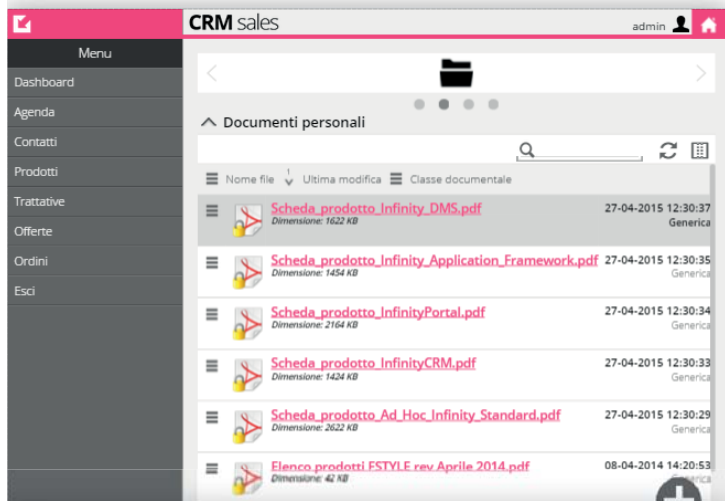 CRM sales
admin
Menu
Dashboard
Agenda
Contatti
Prodotti
Trattative
Offerte
Ordini
Esci
Documenti personali
Nome file 1 Ultima modifica Classe documentale
Scheda_prodotto_Infinity_DMS.pdf 27-04-2015 12:30:37
Dimensione: 1622 KB Generica
Scheda_prodotto_Infinity_Application_Framework.pdf 27-04-2015 12:30:35
Dimensione: 1454 KB Generica
Scheda_prodotto_InfinityPortal.pdf 27-04-2015 12:30:34
Dimensione: 2164 KB Generica
Scheda_prodotto_InfinityCRM.pdf 27-04-2015 12:30:33
Dimensione: 1424 KB Generica
Scheda_prodotto_Ad_Hoc_Infinity_Standard.pdf 27-04-2015 12:30:29
Dimensione: 2622 KB Generica
Elenco prodotti ESTYLE rev Aprile 2014.pdf 08-04-2014 14:20:53
Dimensione: 42 KB